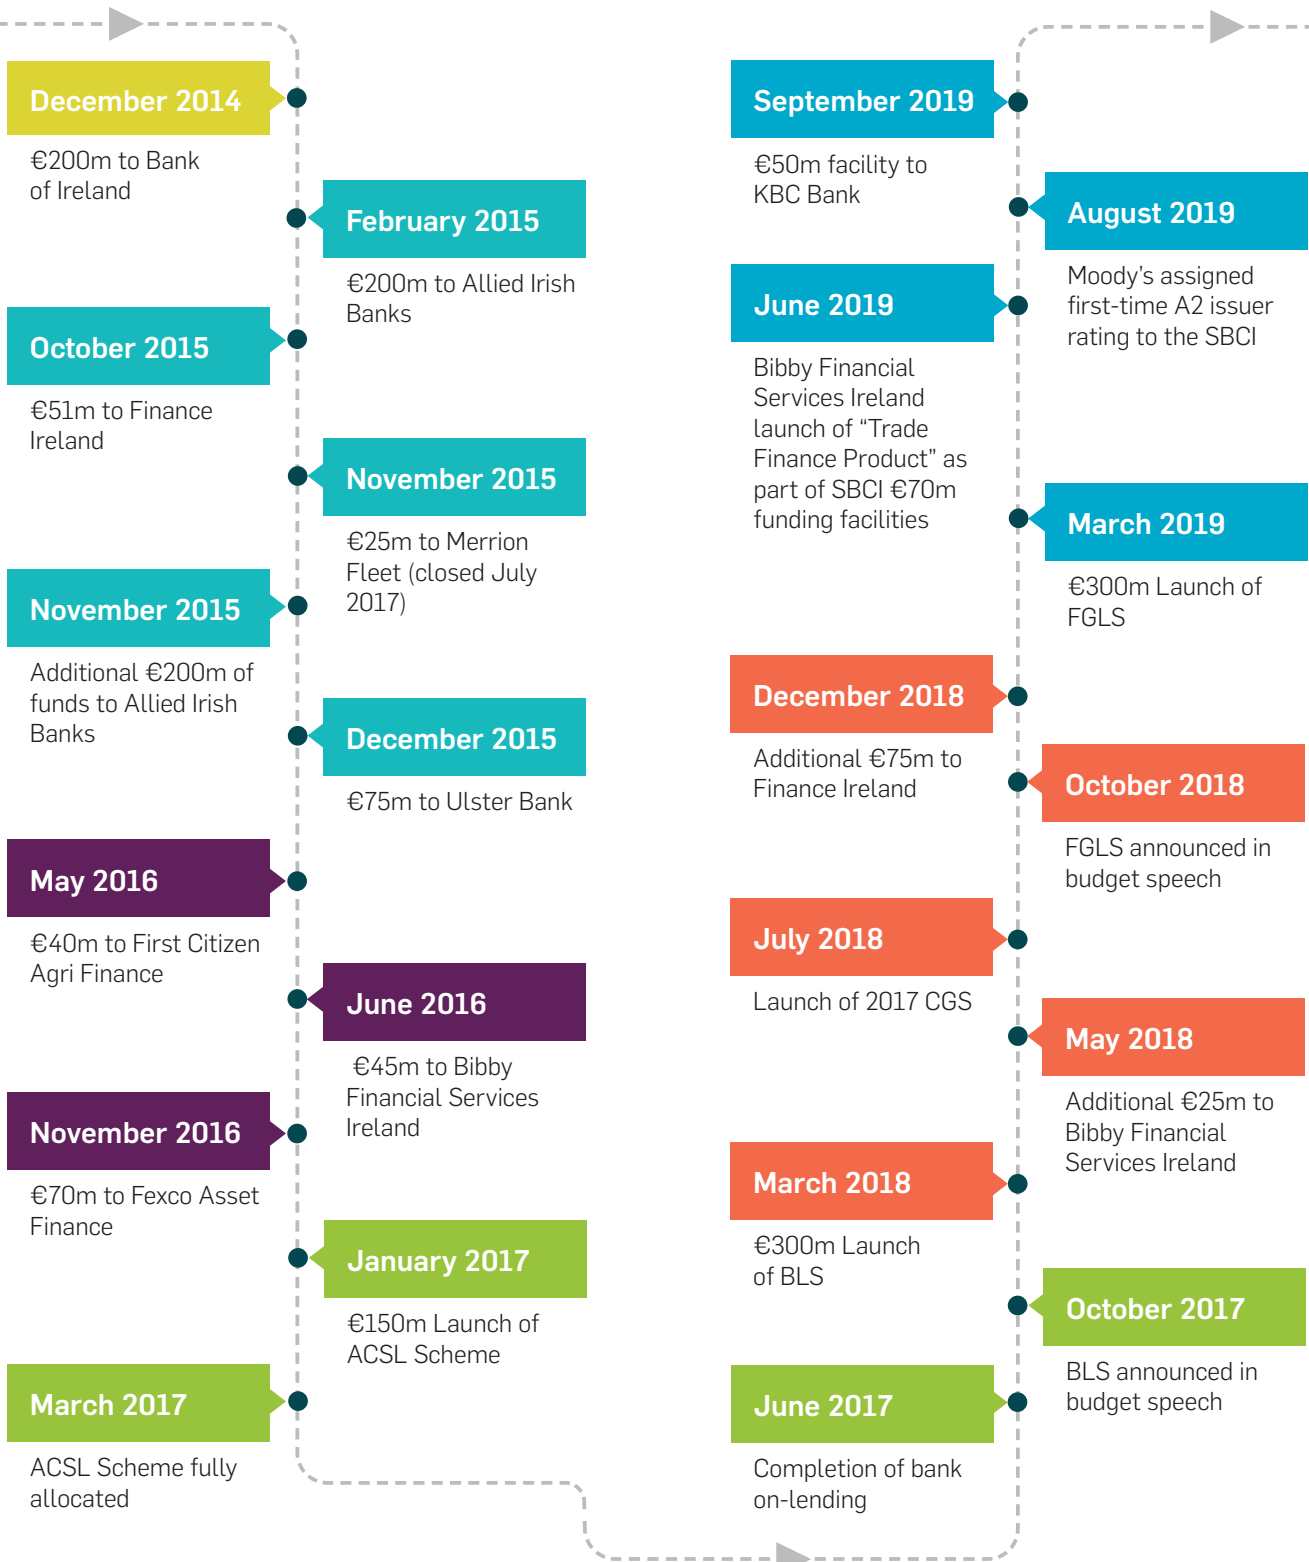 December 2014
€200m to Bank
of Ireland
February 2015
€200m to Allied Irish
Banks
October 2015
€51m to Finance
Ireland
November 2015
€25m to Merrion
Fleet (closed July
2017)
November 2015
Additional €200m of
funds to Allied Irish
Banks
December 2015
€75m to Ulster Bank
May 2016
€40m to First Citizen
Agri Finance
June 2016
€45m to Bibby
Financial Services
Ireland
November 2016
€70m to Fexco Asset
Finance
January 2017
€150m Launch of
ACSL Scheme
March 2017
ACSL Scheme fully
allocated
September 2019
€50m facility to
KBC Bank
August 2019
Moody's assigned
first-time A2 issuer
rating to the SBCI
June 2019
Bibby Financial
Services Ireland
launch of “Trade
Finance Product” as
part of SBCI €70m
funding facilities
March 2019
€300m Launch of
FGLS
December 2018
Additional €75m to
Finance Ireland
October 2018
FGLS announced in
budget speech
July 2018
Launch of 2017 CGS
May 2018
Additional €25m to
Bibby Financial
Services Ireland
March 2018
€300m Launch
of BLS
October 2017
BLS announced in
budget speech
June 2017
Completion of bank
on-lending